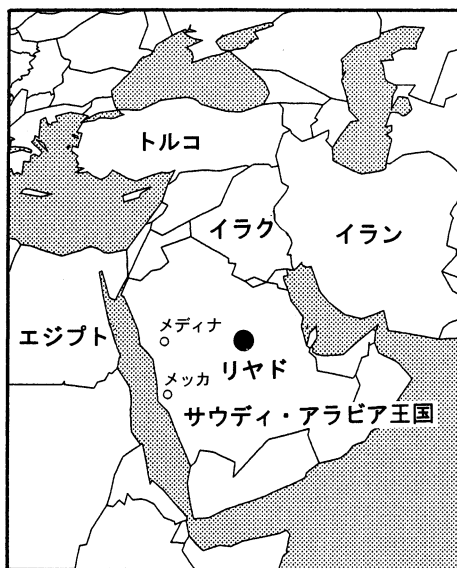 トルコ
イラク
イラン
エジプト
メディナ
リヤド
メッカ
サウディ・アラビア王国